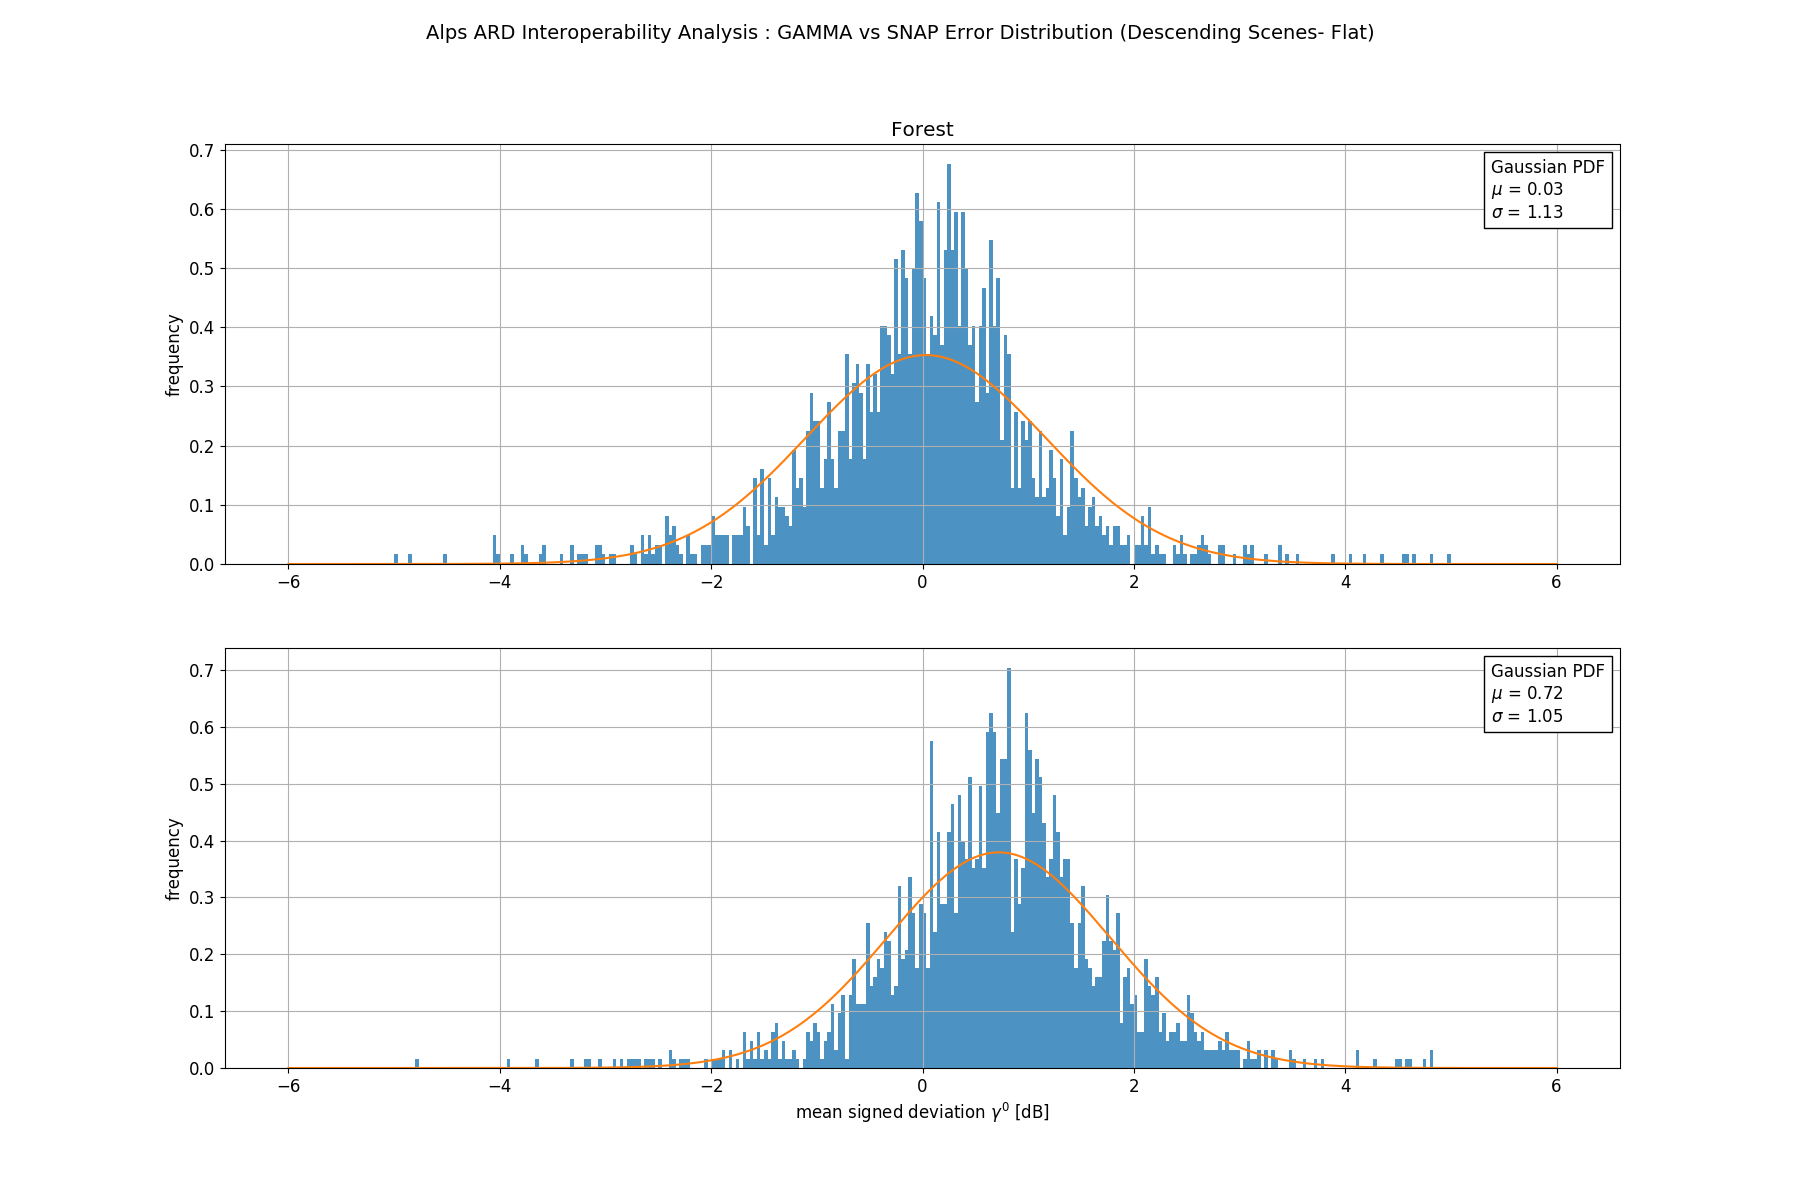 Alps ARD Interoperability Analysis : GAMMA vs SNAP Error Distribution (Descending Scenes- Flat)
Forest
Gaussian PDF
μ = 0.03
σ = 1.13
frequency
0.7
0.6
0.5
0.4
0.3
0.2
0.1
0.0
−6 −4 −2 0 2 4 6
Gaussian PDF
μ = 0.72
σ = 1.05
frequency
0.7
0.6
0.5
0.4
0.3
0.2
0.1
0.0
−6 −4 −2 0 2 4 6
mean signed deviation γ⁰ [dB]